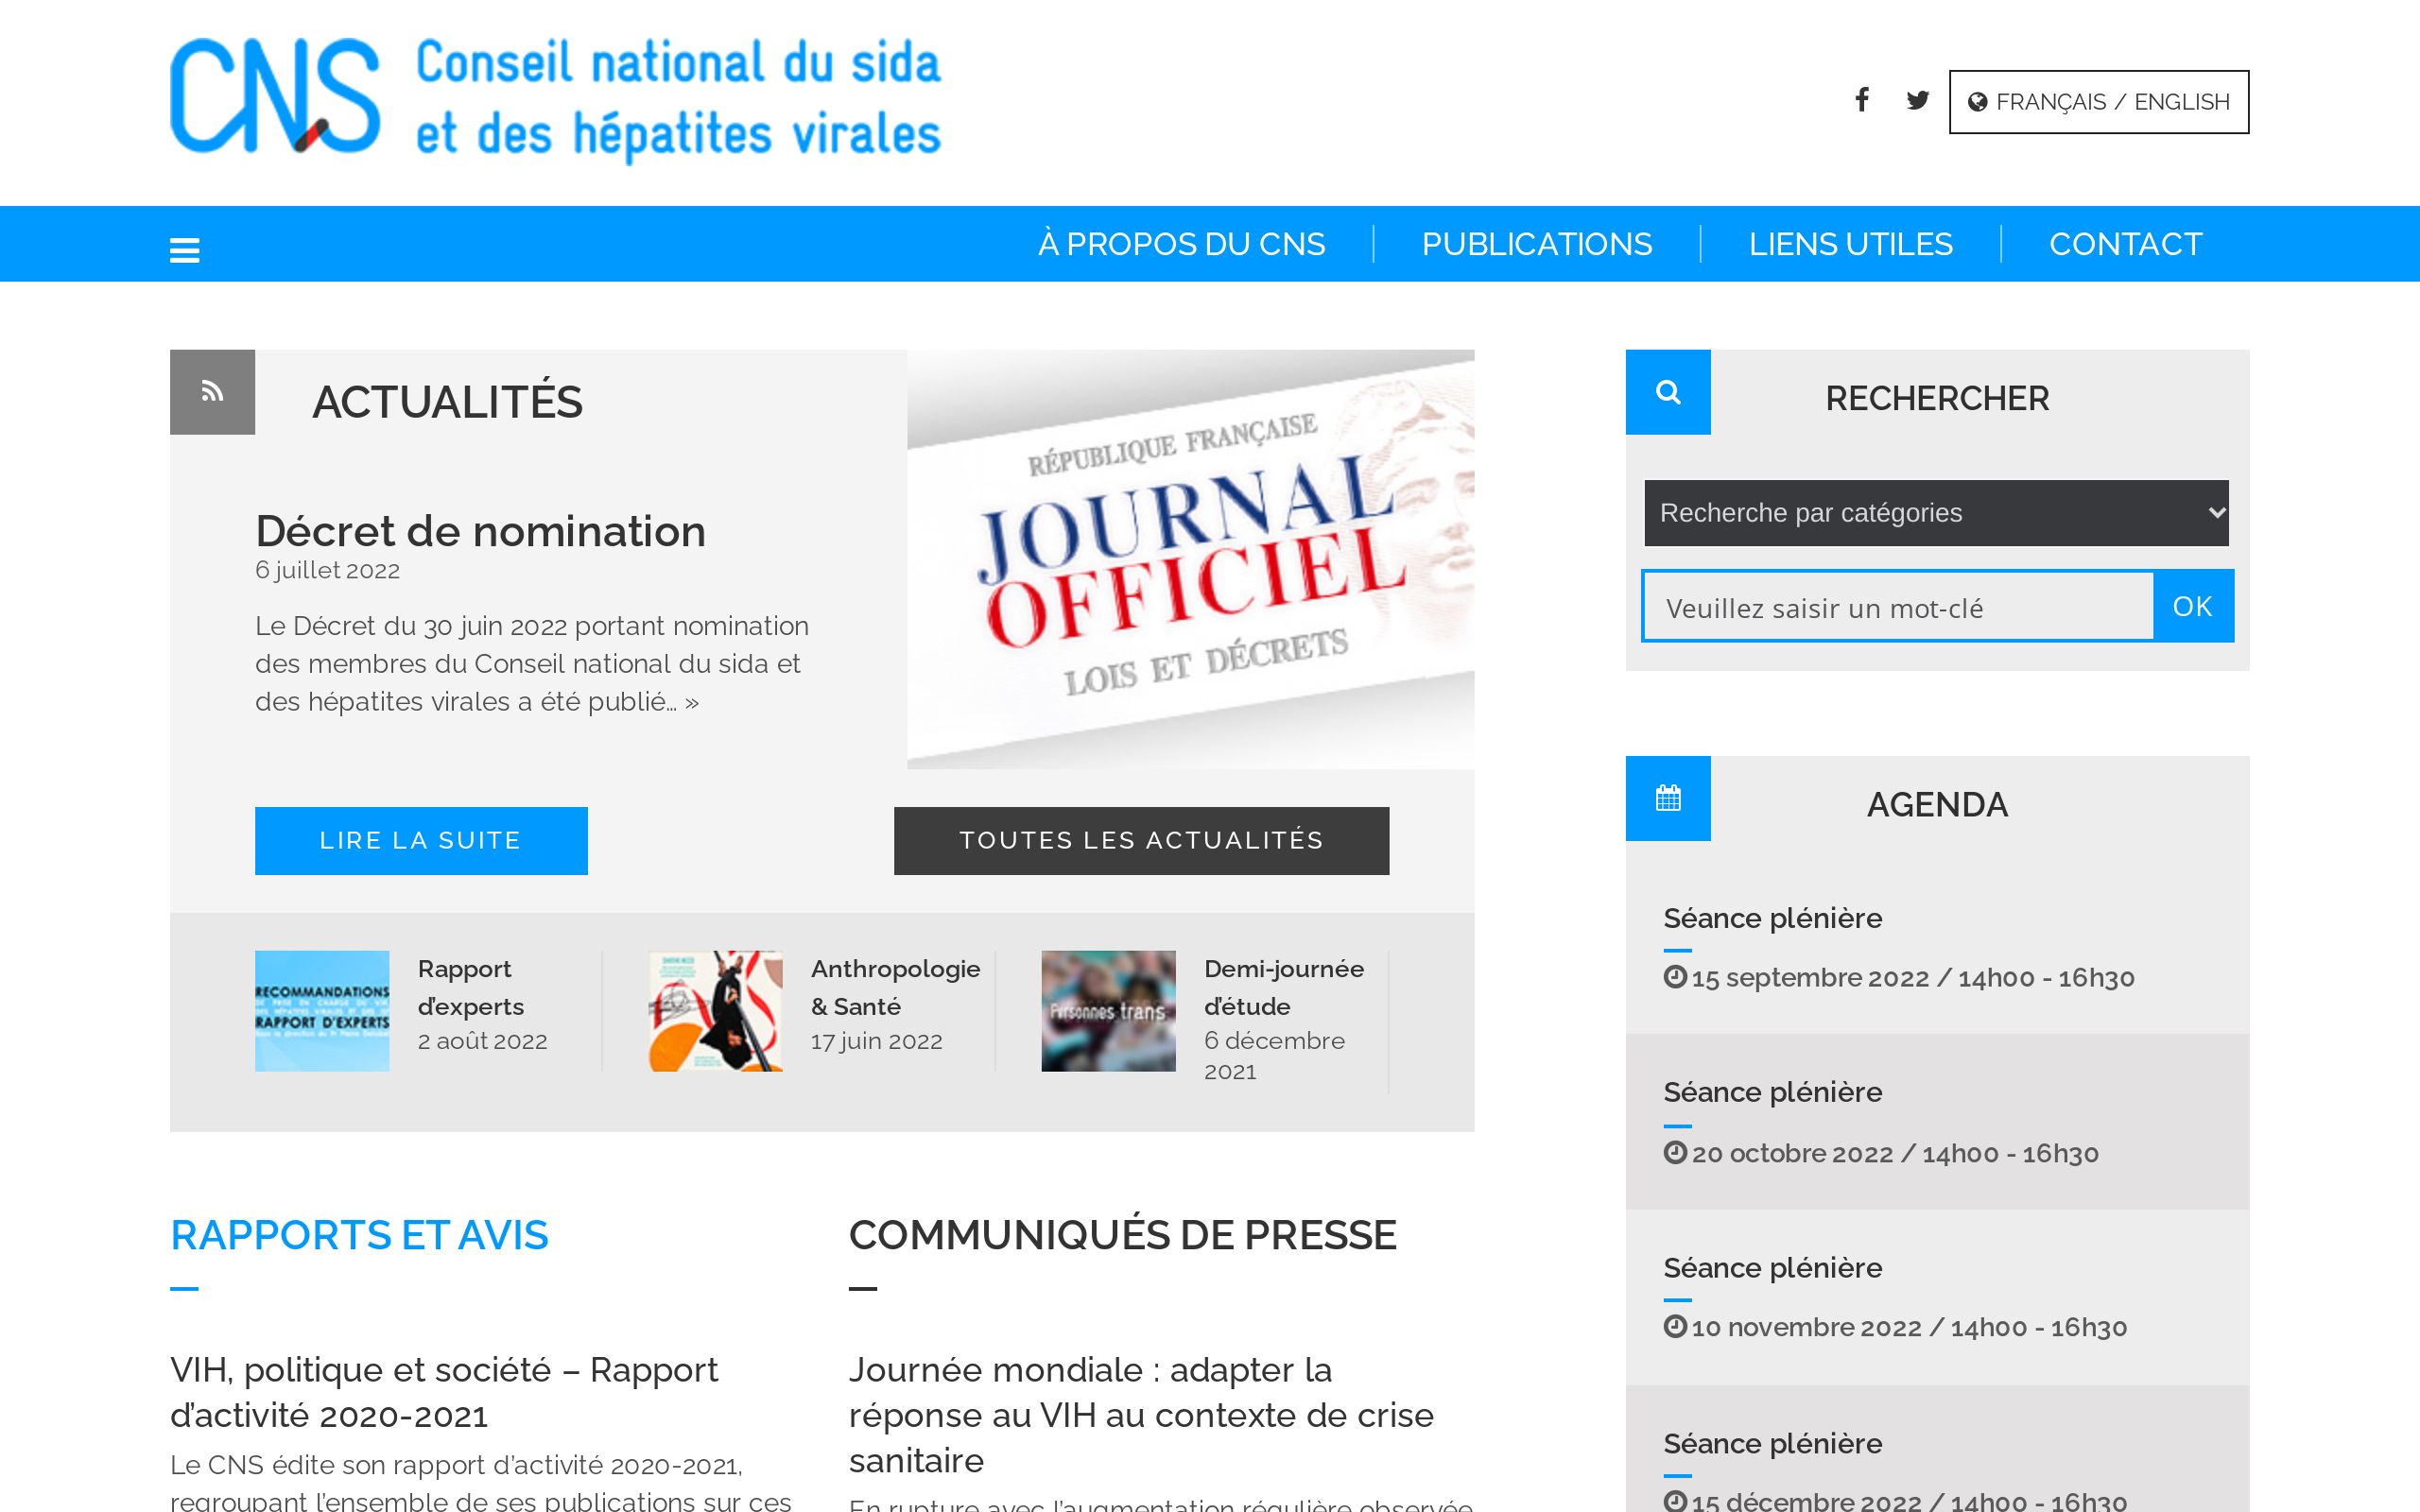 CNS
Conseil national du sida
et des hépatites virales
FRANÇAIS / ENGLISH
À PROPOS DU CNS
PUBLICATIONS
LIENS UTILES
CONTACT
ACTUALITÉS
Décret de nomination
6 juillet 2022
Le Décret du 30 juin 2022 portant nomination
des membres du Conseil national du sida et
des hépatites virales a été publié… »
RÉPUBLIQUE FRANÇAISE
JOURNAL
OFFICIEL
LOIS ET DÉCRETS
LIRE LA SUITE
TOUTES LES ACTUALITÉS
RECOMMANDATIONS
RAPPORT D'EXPERTS
Rapport
d’experts
2 août 2022
Anthropologie
& Santé
17 juin 2022
Personnes trans
Demi-journée
d’étude
6 décembre
2021
RAPPORTS ET AVIS
VIH, politique et société – Rapport
d’activité 2020-2021
Le CNS édite son rapport d’activité 2020-2021,
regroupant l’ensemble de ses publications sur ces
COMMUNIQUÉS DE PRESSE
Journée mondiale : adapter la
réponse au VIH au contexte de crise
sanitaire
En rupture avec l’augmentation régulière observée
RECHERCHER
Recherche par catégories
Veuillez saisir un mot-clé
OK
AGENDA
Séance plénière
15 septembre 2022 / 14h00 - 16h30
Séance plénière
20 octobre 2022 / 14h00 - 16h30
Séance plénière
10 novembre 2022 / 14h00 - 16h30
Séance plénière
15 décembre 2022 / 14h00 - 16h30